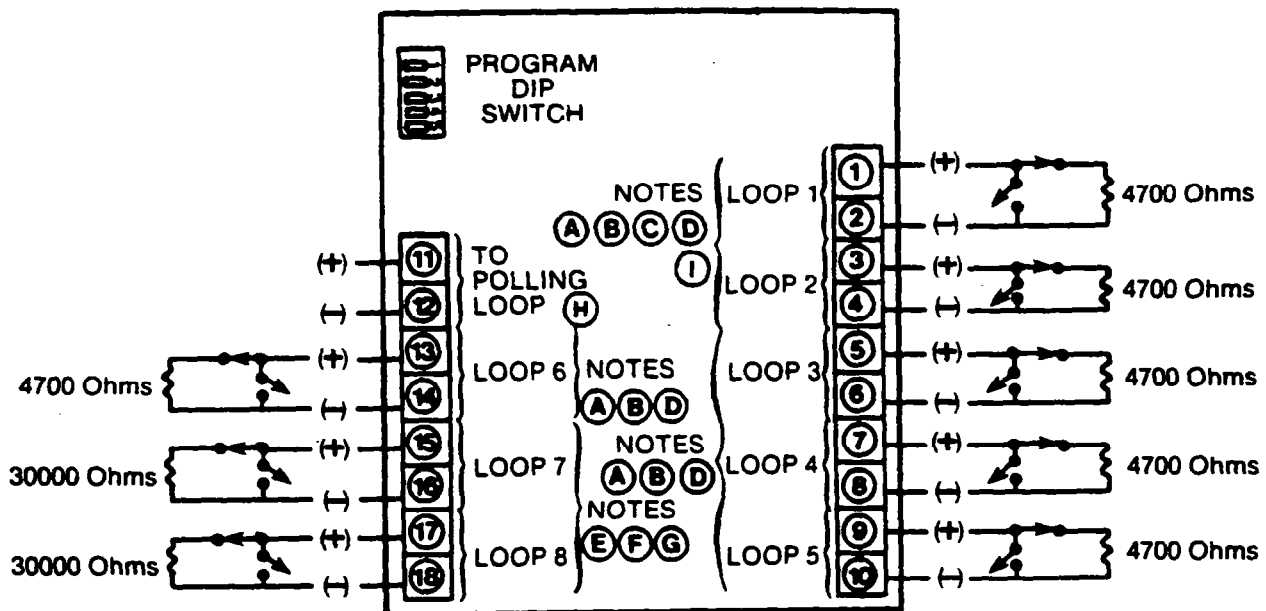 PROGRAM
DIP
SWITCH
NOTES
A B C D
I
LOOP 1
1
(+)
2
(−)
4700 Ohms
LOOP 2
3
(+)
4
(−)
4700 Ohms
LOOP 3
5
(+)
6
(−)
4700 Ohms
LOOP 4
7
(+)
8
(−)
4700 Ohms
LOOP 5
9
(+)
10
(−)
4700 Ohms
(+)
11
TO
POLLING
LOOP
(−)
12
H
4700 Ohms
(+)
13
(−)
14
LOOP 6
NOTES
A B D
30000 Ohms
(+)
15
(−)
16
LOOP 7
NOTES
A B D
NOTES
E F G
30000 Ohms
(+)
17
(−)
18
LOOP 8